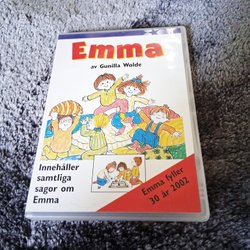 Emma
av Gunilla Wolde
Innehåller
samtliga
sagor om
Emma
Emma fyller
30 år 2002